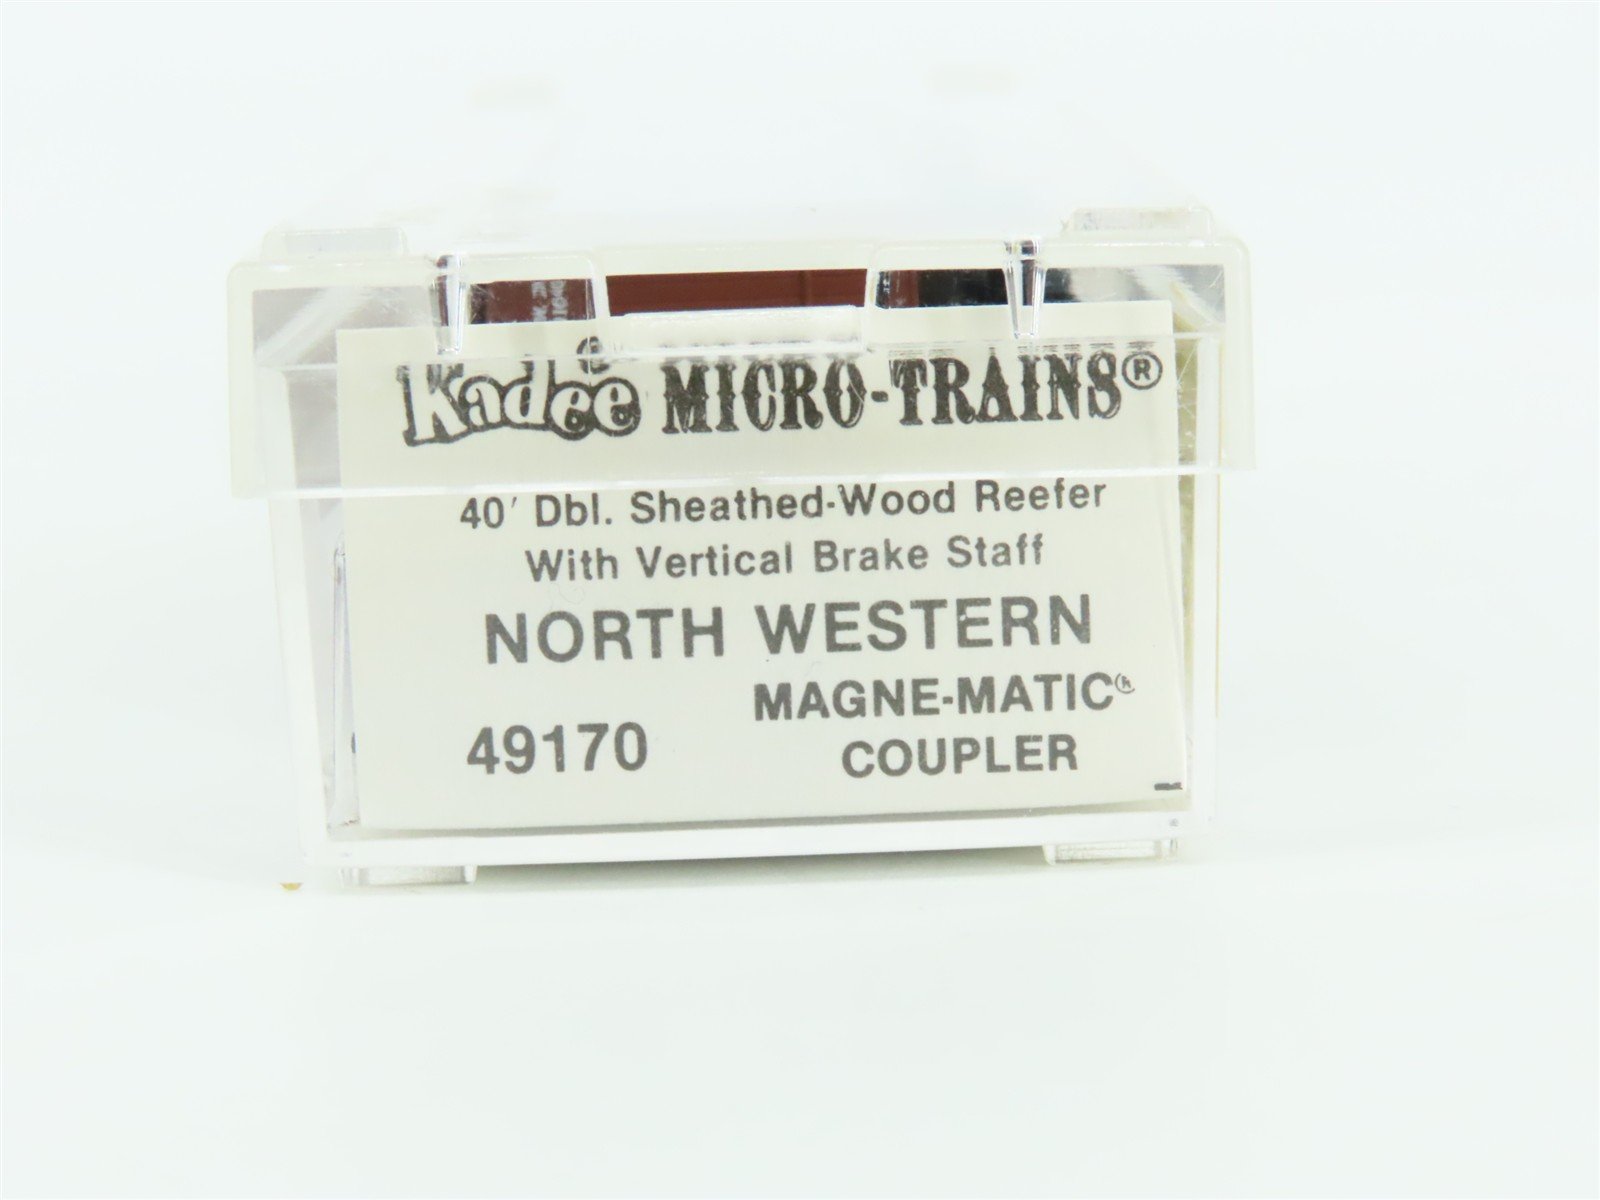 Kadee® MICRO-TRAINS®
40' Dbl. Sheathed-Wood Reefer
With Vertical Brake Staff
NORTH WESTERN
MAGNE-MATIC®
49170
COUPLER